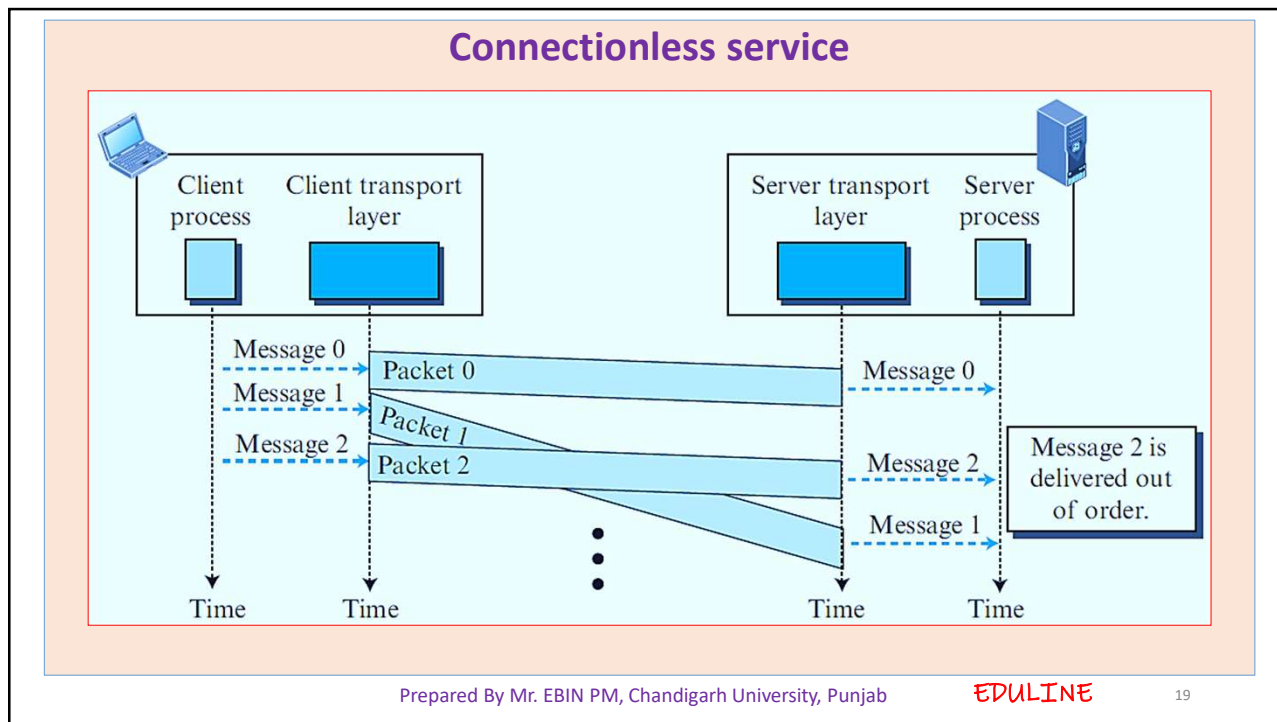 Connectionless service
Client
process
Client transport
layer
Server transport
layer
Server
process
Message 0
Packet 0
Message 0
Message 1
Packet 1
Message 2
Packet 2
Message 2
Message 1
Message 2 is
delivered out
of order.
Time
Time
Time
Time
Prepared By Mr. EBIN PM, Chandigarh University, Punjab
EDULINE
19